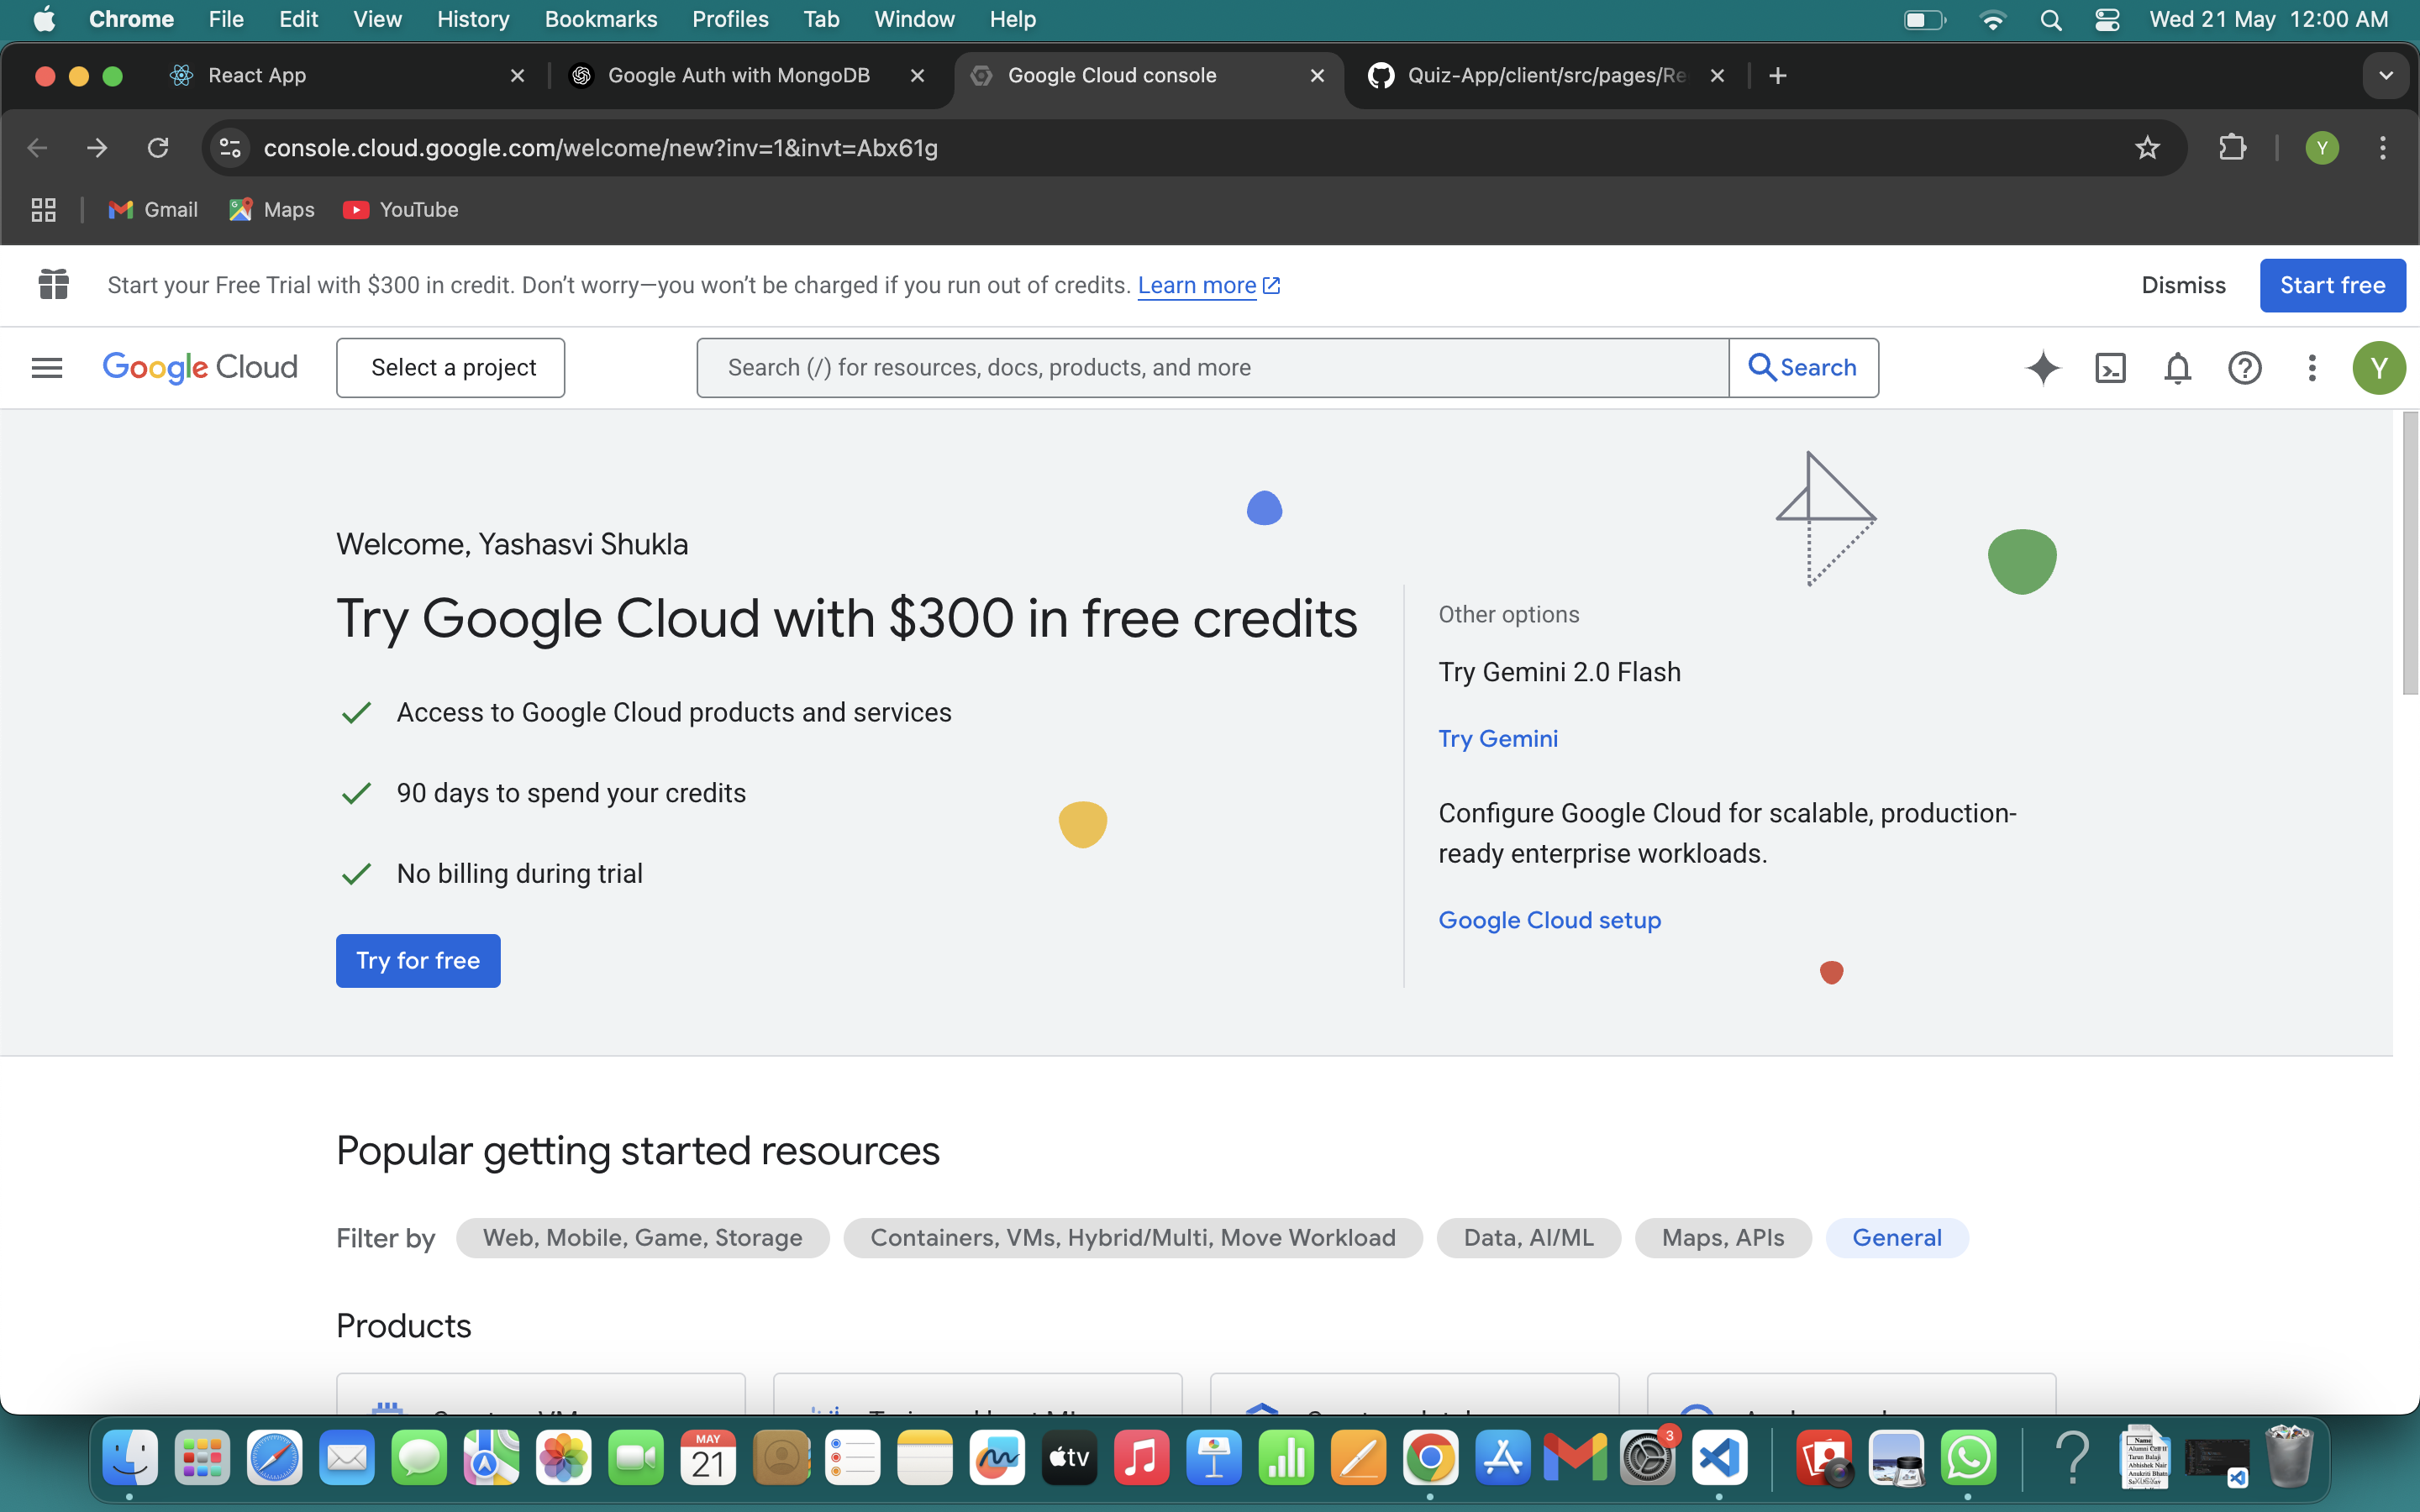 Chrome File Edit View History Bookmarks Profiles Tab Window Help Wed 21 May 12:00 AM
React App Google Auth with MongoDB Google Cloud console Quiz-App/client/src/pages/Re
console.cloud.google.com/welcome/new?inv=1&invt=Abx61g Y
Gmail Maps YouTube
Start your Free Trial with $300 in credit. Don’t worry—you won’t be charged if you run out of credits. Learn more Dismiss Start free
Google Cloud Select a project Search (/) for resources, docs, products, and more Search Y
Welcome, Yashasvi Shukla
Try Google Cloud with $300 in free credits
Access to Google Cloud products and services
90 days to spend your credits
No billing during trial
Try for free
Other options
Try Gemini 2.0 Flash
Try Gemini
Configure Google Cloud for scalable, production-
ready enterprise workloads.
Google Cloud setup
Popular getting started resources
Filter by Web, Mobile, Game, Storage Containers, VMs, Hybrid/Multi, Move Workload Data, AI/ML Maps, APIs General
Products
MAY
21
tv
3